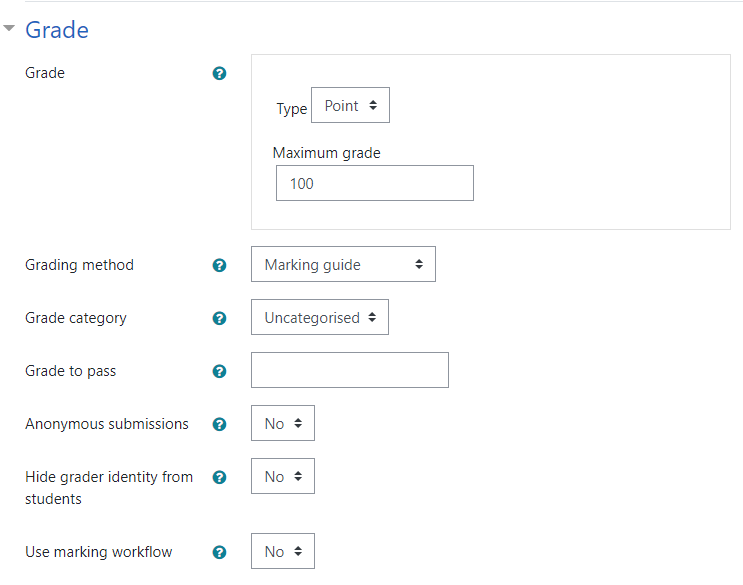 Grade
Grade
Type Point
Maximum grade
100
Grading method Marking guide
Grade category Uncategorised
Grade to pass
Anonymous submissions No
Hide grader identity from No
students
Use marking workflow No